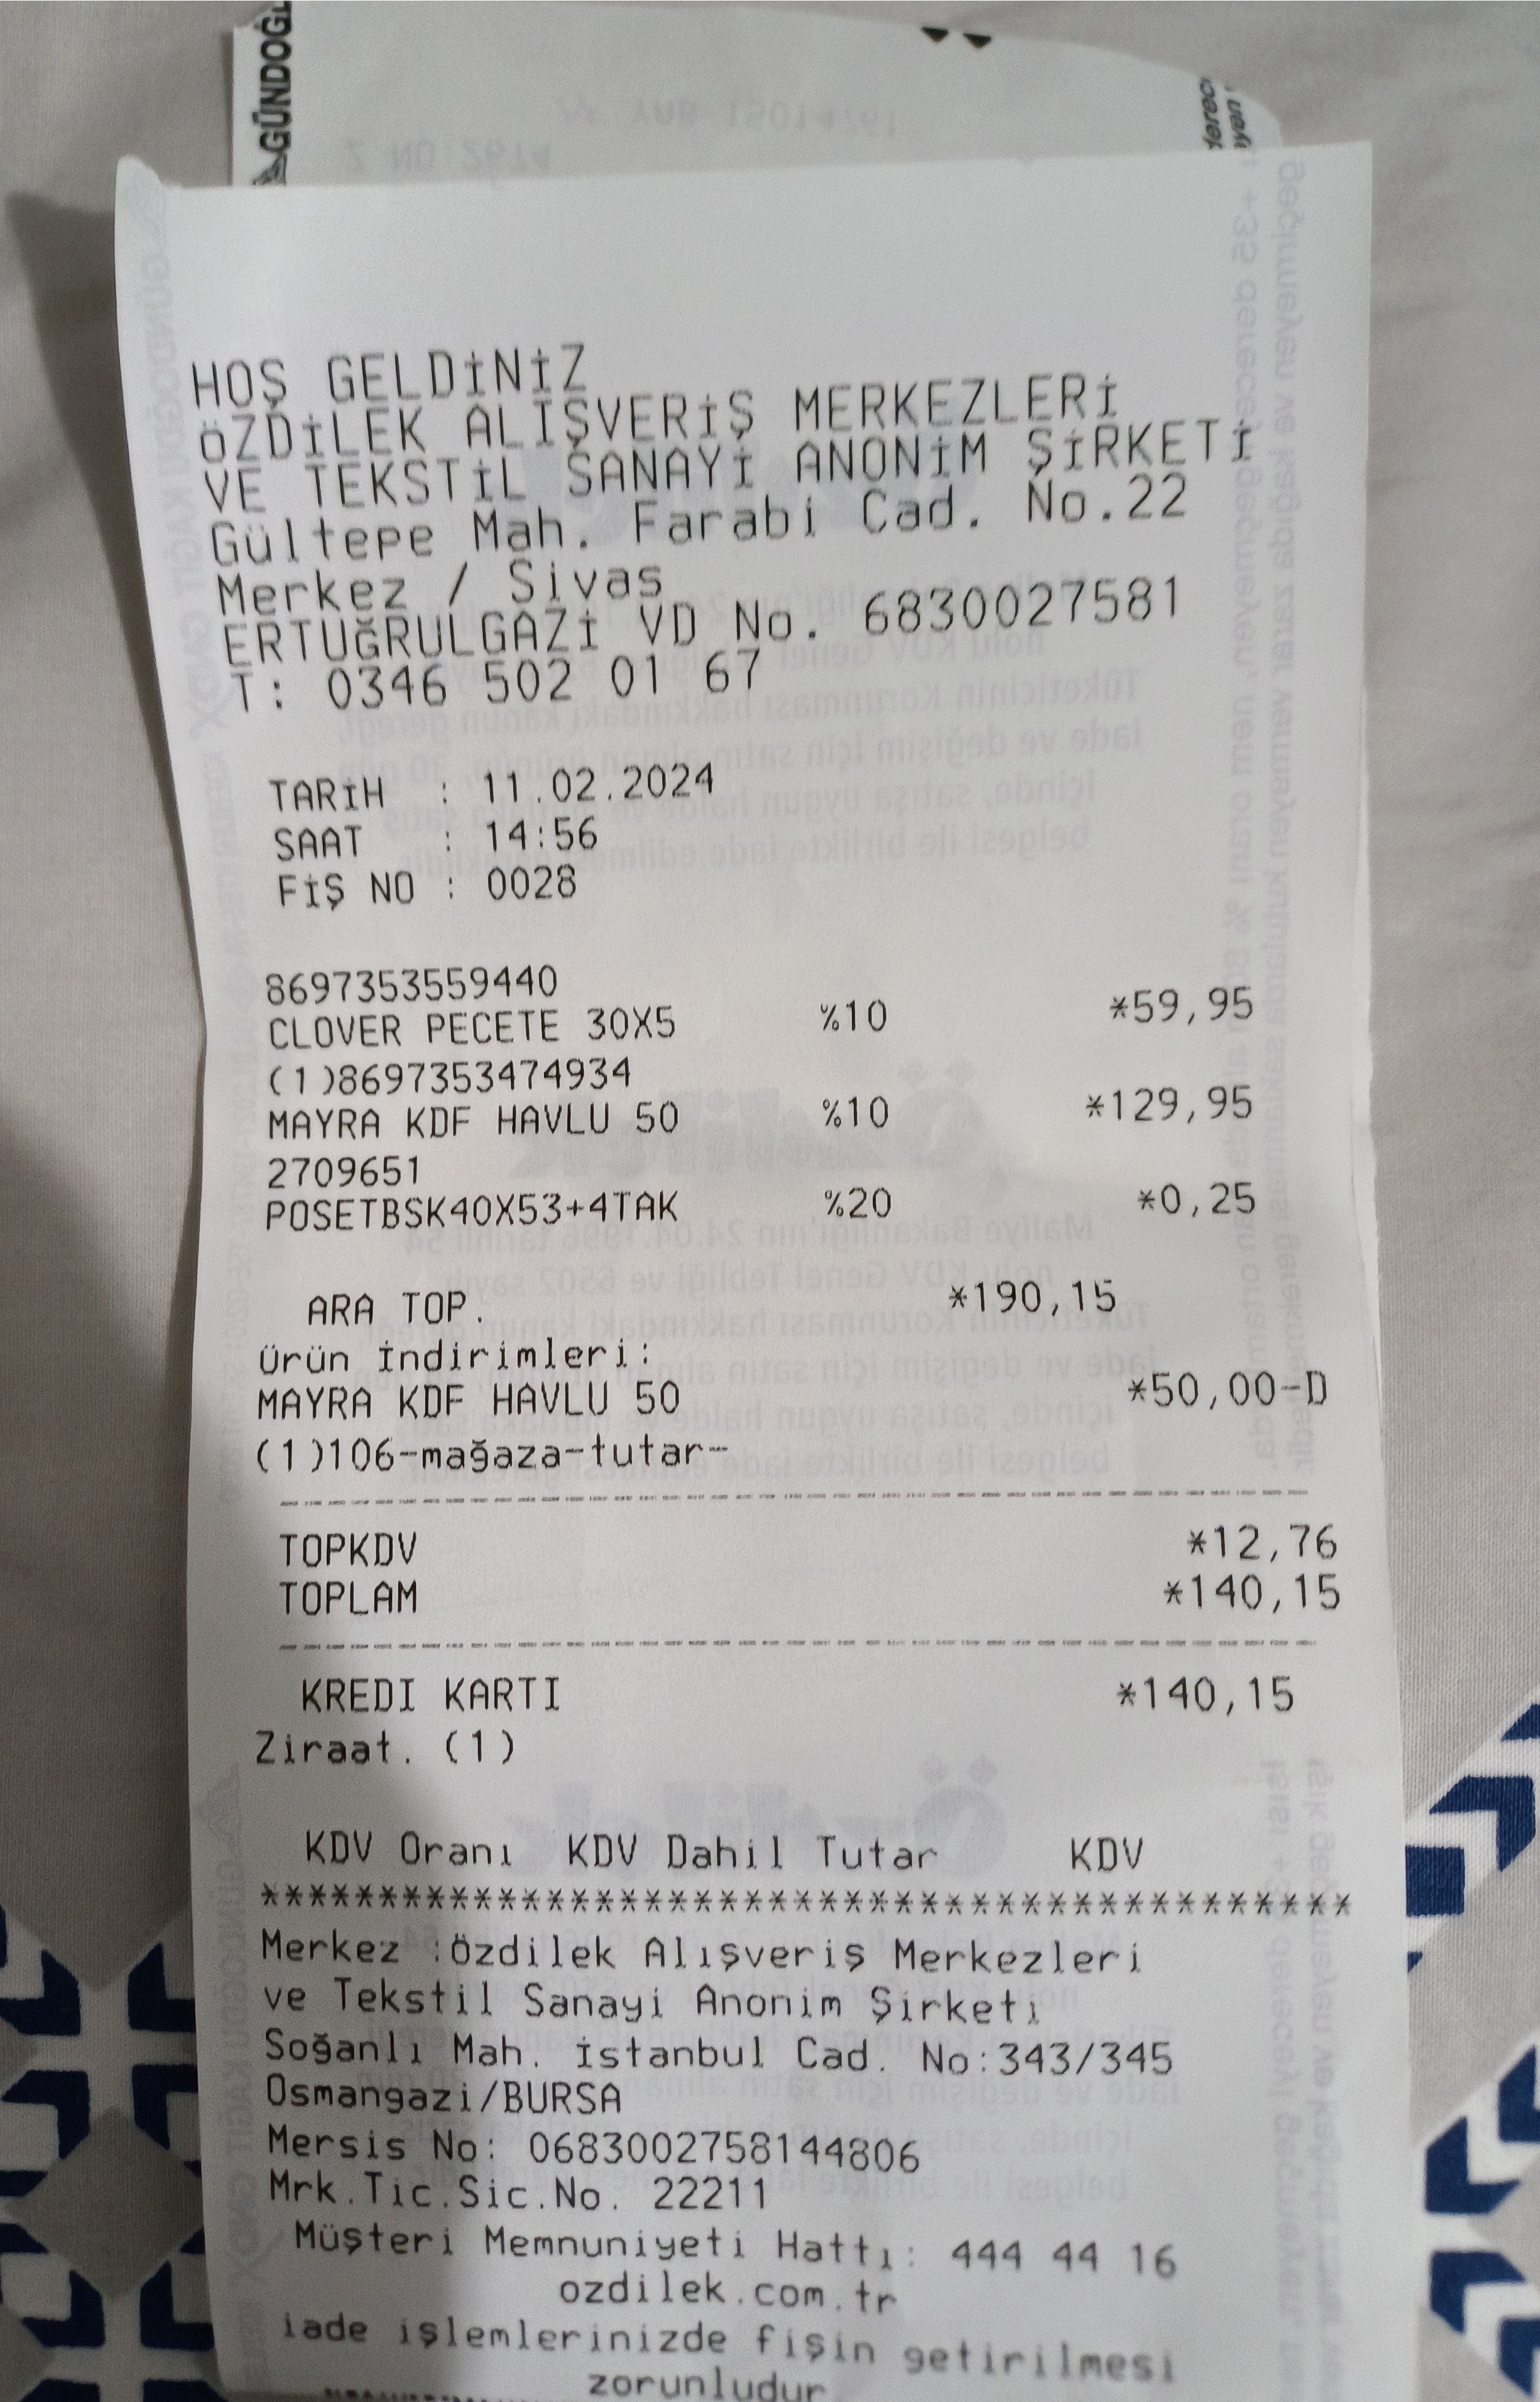 GÜNDOĞ
HOŞ GELDİNİZ
ÖZDİLEK ALIŞVERİŞ MERKEZLERİ
VE TEKSTİL SANAYİ ANONİM ŞİRKETİ
Gültepe Mah. Farabi Cad. No.22
Merkez / Sivas
ERTUĞRULGAZİ VD No. 6830027581
T: 0346 502 01 67
TARİH : 11.02.2024
SAAT : 14:56
FİŞ NO : 0028
8697353559440
CLOVER PECETE 30X5 %10 *59,95
(1)8697353474934
MAYRA KDF HAVLU 50 %10 *129,95
2709651
POSETBSK40X53+4TAK %20 *0,25
ARA TOP. *190,15
Ürün İndirimleri:
MAYRA KDF HAVLU 50 *50,00-D
(1)106-mağaza-tutar-
TOPKDV *12,76
TOPLAM *140,15
KREDI KARTI *140,15
Ziraat. (1)
KDV Oranı KDV Dahil Tutar KDV
**********************************************
Merkez :Özdilek Alışveriş Merkezleri
ve Tekstil Sanayi Anonim Şirketi
Soğanlı Mah. İstanbul Cad. No:343/345
Osmangazi/BURSA
Mersis No: 0683002758144806
Mrk.Tic.Sic.No. 22211
Müşteri Memnuniyeti Hattı: 444 44 16
ozdilek.com.tr
iade işlemlerinizde fişin getirilmesi
zorunludur